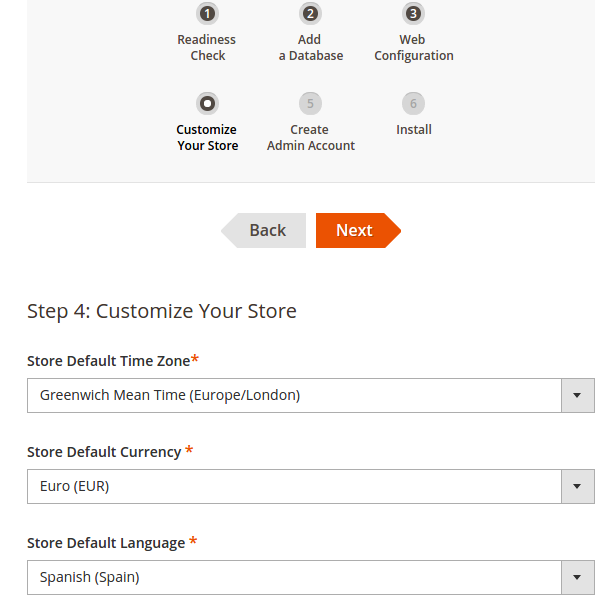 1 2 3
Readiness Check
Add a Database
Web Configuration
5 6
Customize Your Store
Create Admin Account
Install
Back
Next
Step 4: Customize Your Store
Store Default Time Zone*
Greenwich Mean Time (Europe/London)
Store Default Currency *
Euro (EUR)
Store Default Language *
Spanish (Spain)